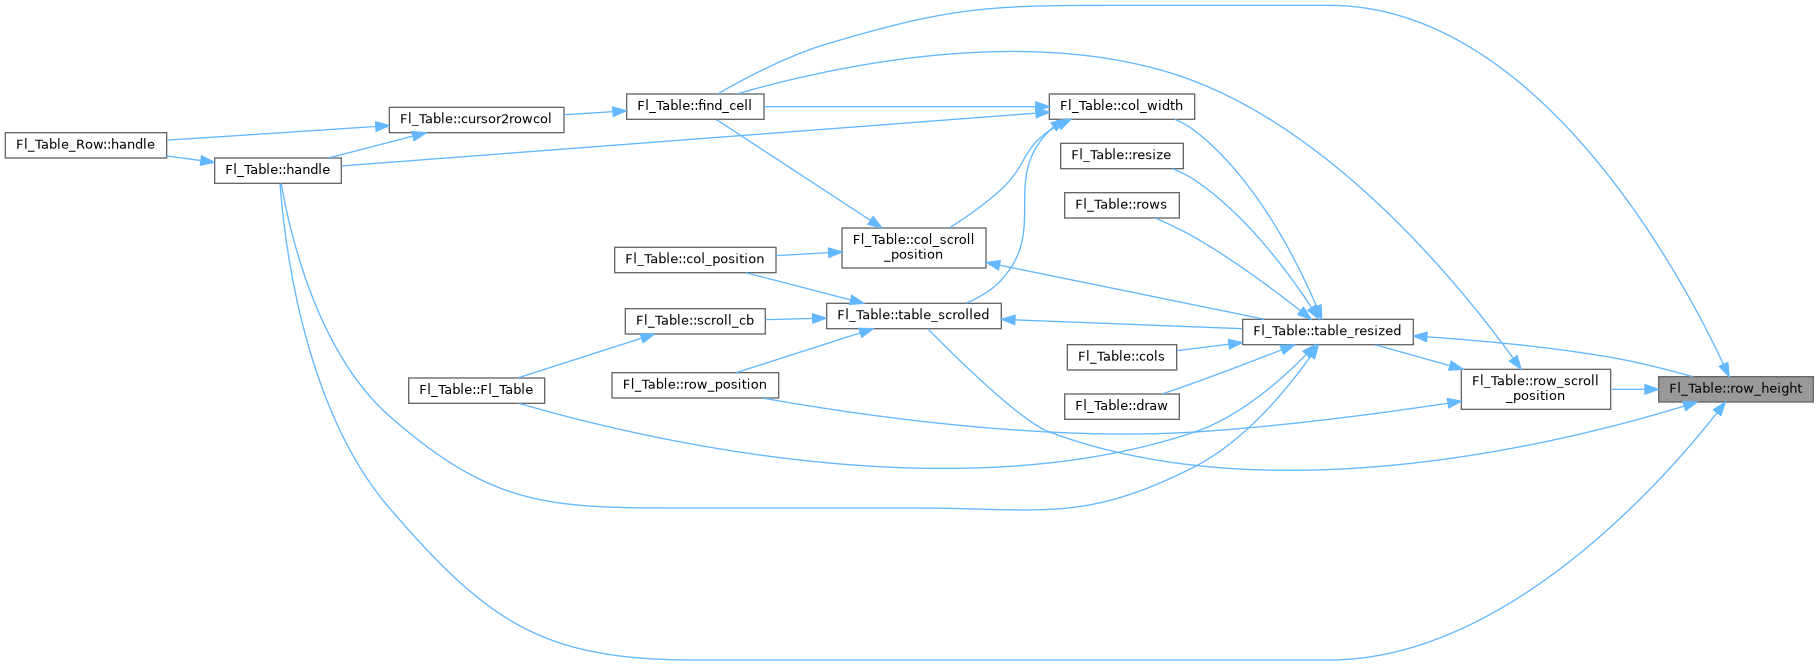 Fl_Table::find_cell
Fl_Table::col_width
Fl_Table::cursor2rowcol
Fl_Table_Row::handle
Fl_Table::resize
Fl_Table::handle
Fl_Table::rows
Fl_Table::col_scroll
_position
Fl_Table::col_position
Fl_Table::table_scrolled
Fl_Table::scroll_cb
Fl_Table::table_resized
Fl_Table::cols
Fl_Table::row_scroll
_position
Fl_Table::row_height
Fl_Table::row_position
Fl_Table::Fl_Table
Fl_Table::draw